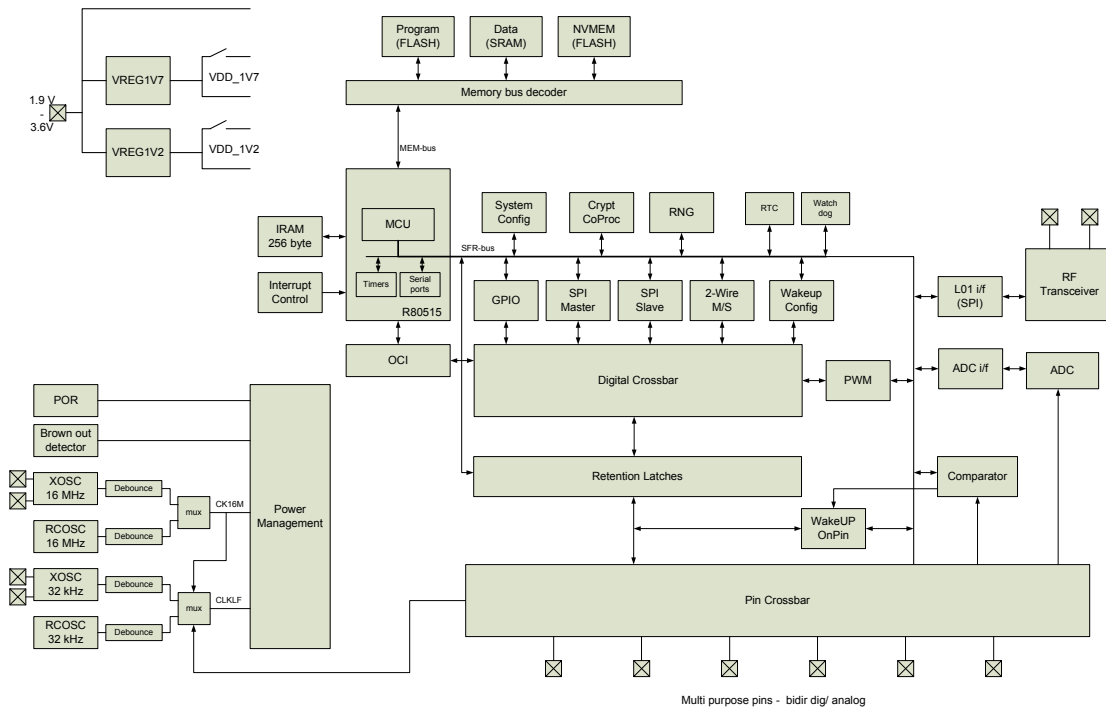 Program
(FLASH)
Data
(SRAM)
NVMEM
(FLASH)
VREG1V7
VDD_1V7
Memory bus decoder
1.9 V
-
3.6V
VREG1V2
VDD_1V2
MEM-bus
MCU
System
Config
Crypt
CoProc
RNG
RTC
Watch
dog
IRAM
256 byte
SFR-bus
Timers
Serial
ports
Interrupt
Control
R80515
GPIO
SPI
Master
SPI
Slave
2-Wire
M/S
Wakeup
Config
L01 i/f
(SPI)
RF
Transceiver
OCI
Digital Crossbar
PWM
ADC i/f
ADC
POR
Brown out
detector
XOSC
16 MHz
Debounce
mux
CK16M
RCOSC
16 MHz
Debounce
Power
Management
Retention Latches
Comparator
WakeUP
OnPin
XOSC
32 kHz
Debounce
mux
CLKLF
RCOSC
32 kHz
Debounce
Pin Crossbar
Multi purpose pins - bidir dig/ analog